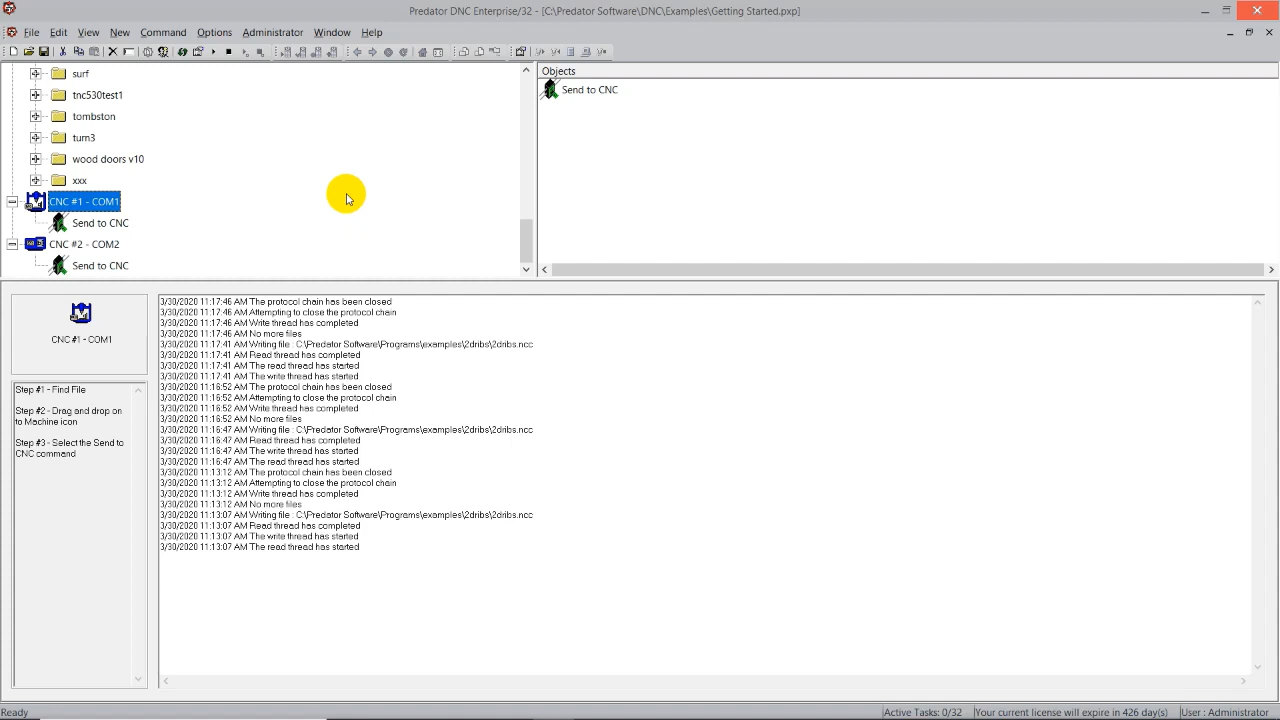 Predator DNC Enterprise/32 - [C:\Predator Software\DNC\Examples\Getting Started.pxp]
File Edit View New Command Options Administrator Window Help
surf
tnc530test1
tombston
turn3
wood doors v10
xxx
CNC #1 - COM1
Send to CNC
CNC #2 - COM2
Send to CNC
Objects
Send to CNC
CNC #1 - COM1
Step #1 - Find File
Step #2 - Drag and drop on
to Machine icon
Step #3 - Select the Send to
CNC command
3/30/2020 11:17:46 AM The protocol chain has been closed
3/30/2020 11:17:46 AM Attempting to close the protocol chain
3/30/2020 11:17:46 AM Write thread has completed
3/30/2020 11:17:46 AM No more files
3/30/2020 11:17:41 AM Writing file : C:\Predator Software\Programs\examples\2dribs.ncc
3/30/2020 11:17:41 AM Read thread has completed
3/30/2020 11:17:41 AM The read thread has started
3/30/2020 11:17:41 AM The write thread has started
3/30/2020 11:16:52 AM The protocol chain has been closed
3/30/2020 11:16:52 AM Attempting to close the protocol chain
3/30/2020 11:16:52 AM Write thread has completed
3/30/2020 11:16:52 AM No more files
3/30/2020 11:16:47 AM Writing file : C:\Predator Software\Programs\examples\2dribs.ncc
3/30/2020 11:16:47 AM Read thread has completed
3/30/2020 11:16:47 AM The write thread has started
3/30/2020 11:16:47 AM The read thread has started
3/30/2020 11:13:12 AM The protocol chain has been closed
3/30/2020 11:13:12 AM Attempting to close the protocol chain
3/30/2020 11:13:12 AM Write thread has completed
3/30/2020 11:13:12 AM No more files
3/30/2020 11:13:07 AM Writing file : C:\Predator Software\Programs\examples\2dribs.ncc
3/30/2020 11:13:07 AM Read thread has completed
3/30/2020 11:13:07 AM The write thread has started
3/30/2020 11:13:07 AM The read thread has started
Ready
Active Tasks: 0/32
Your current license will expire in 426 day(s)
User : Administrator